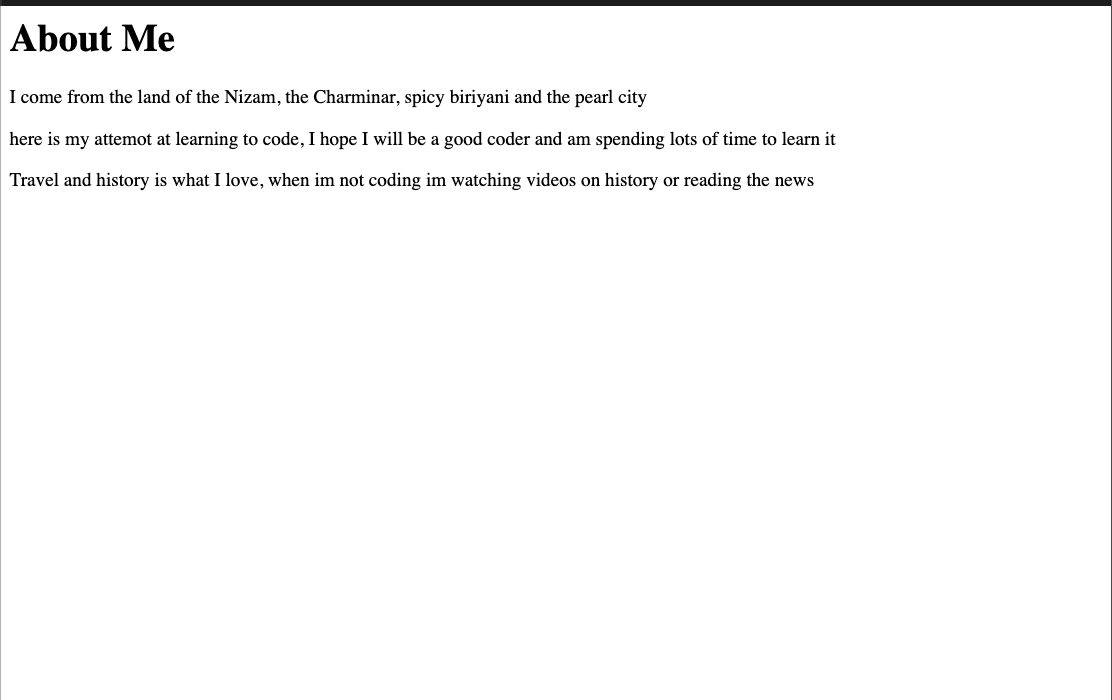 About Me
I come from the land of the Nizam, the Charminar, spicy biriyani and the pearl city
here is my attemot at learning to code, I hope I will be a good coder and am spending lots of time to learn it
Travel and history is what I love, when im not coding im watching videos on history or reading the news